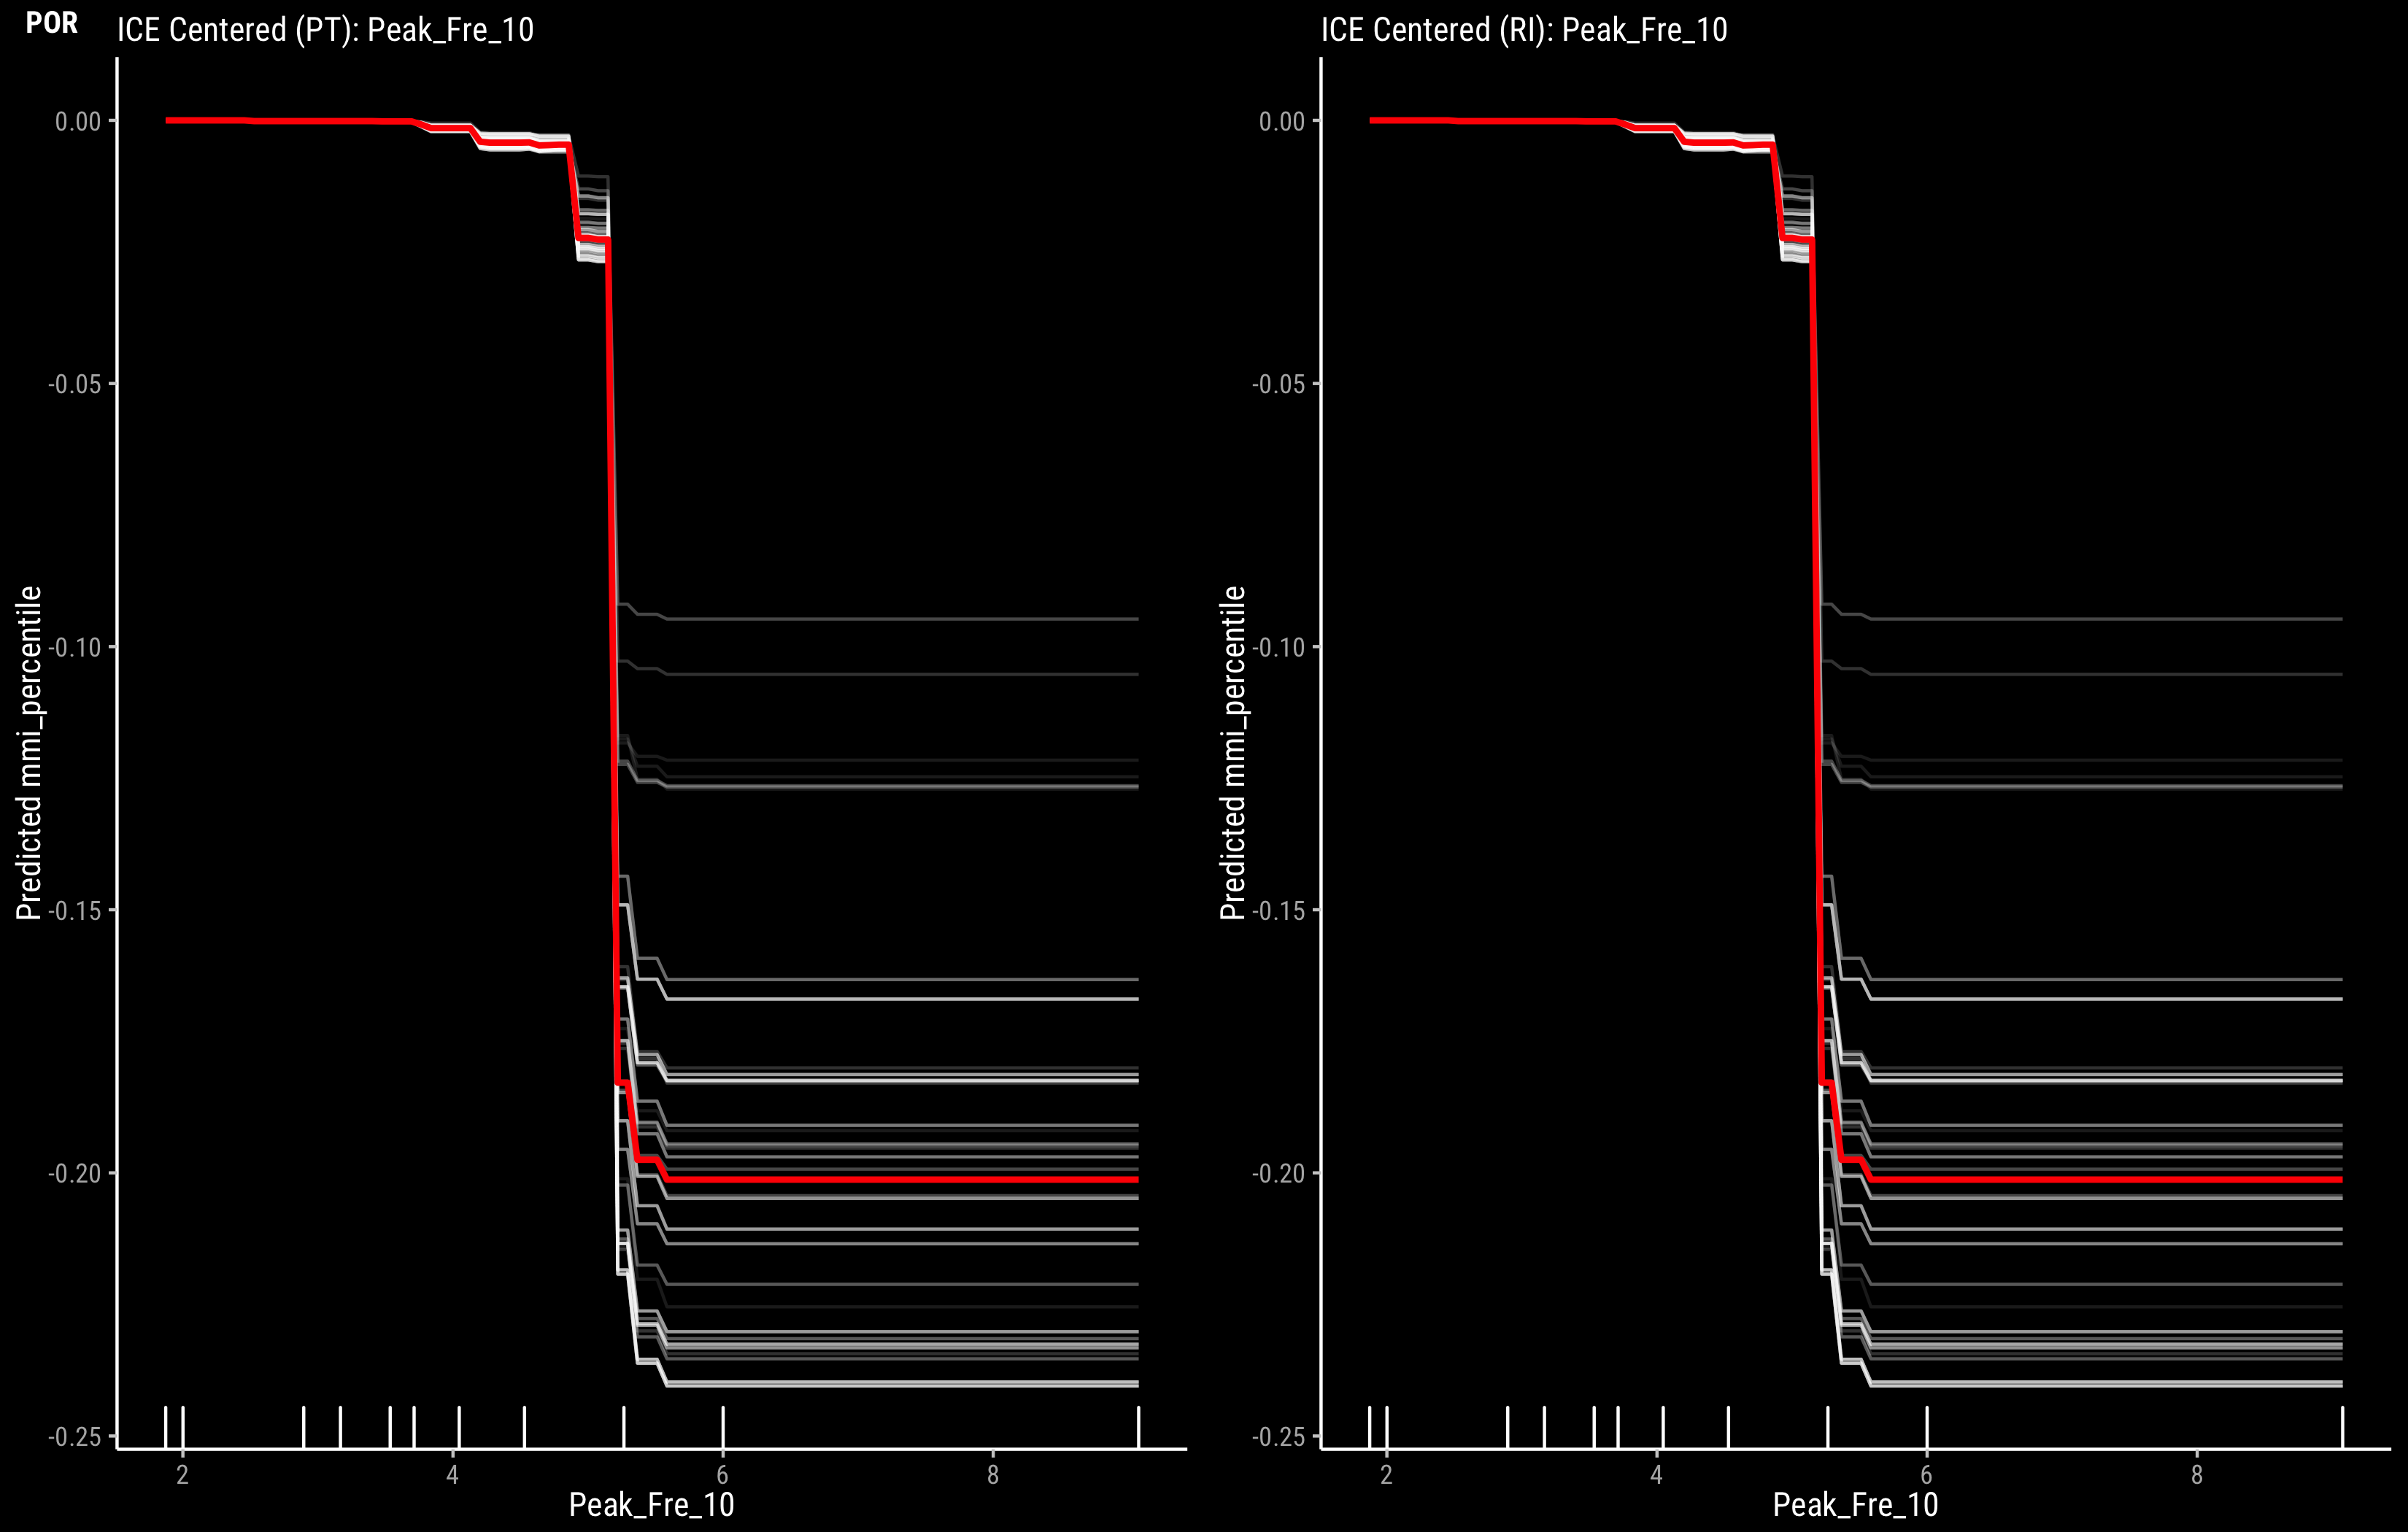 POR
ICE Centered (PT): Peak_Fre_10
0.00
-0.05
-0.10
-0.15
-0.20
-0.25
Predicted mmi_percentile
2 4 6 8
Peak_Fre_10
ICE Centered (RI): Peak_Fre_10
0.00
-0.05
-0.10
-0.15
-0.20
-0.25
Predicted mmi_percentile
2 4 6 8
Peak_Fre_10